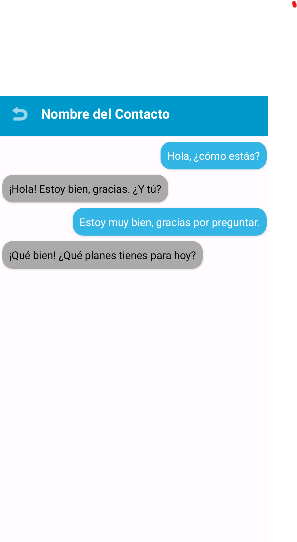 Nombre del Contacto
Hola, ¿cómo estás?
¡Hola! Estoy bien, gracias. ¿Y tú?
Estoy muy bien, gracias por preguntar.
¡Qué bien! ¿Qué planes tienes para hoy?